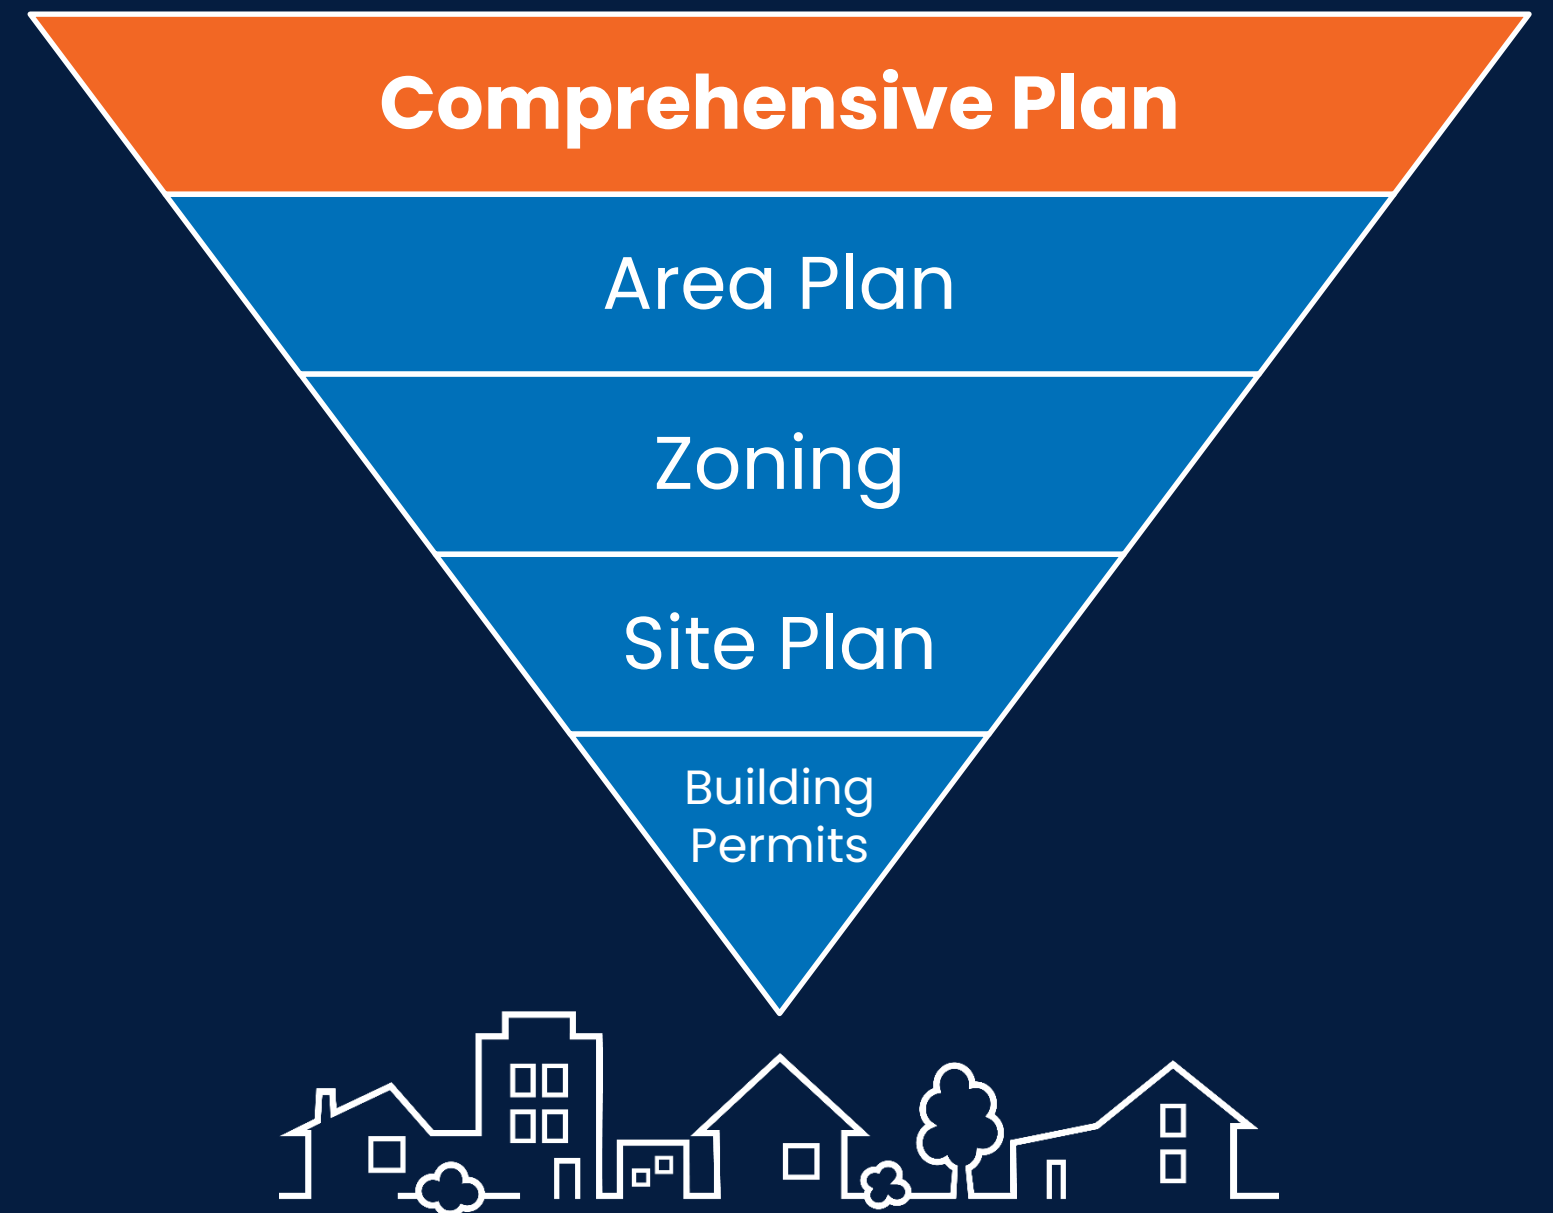 Comprehensive Plan
Area Plan
Zoning
Site Plan
Building
Permits